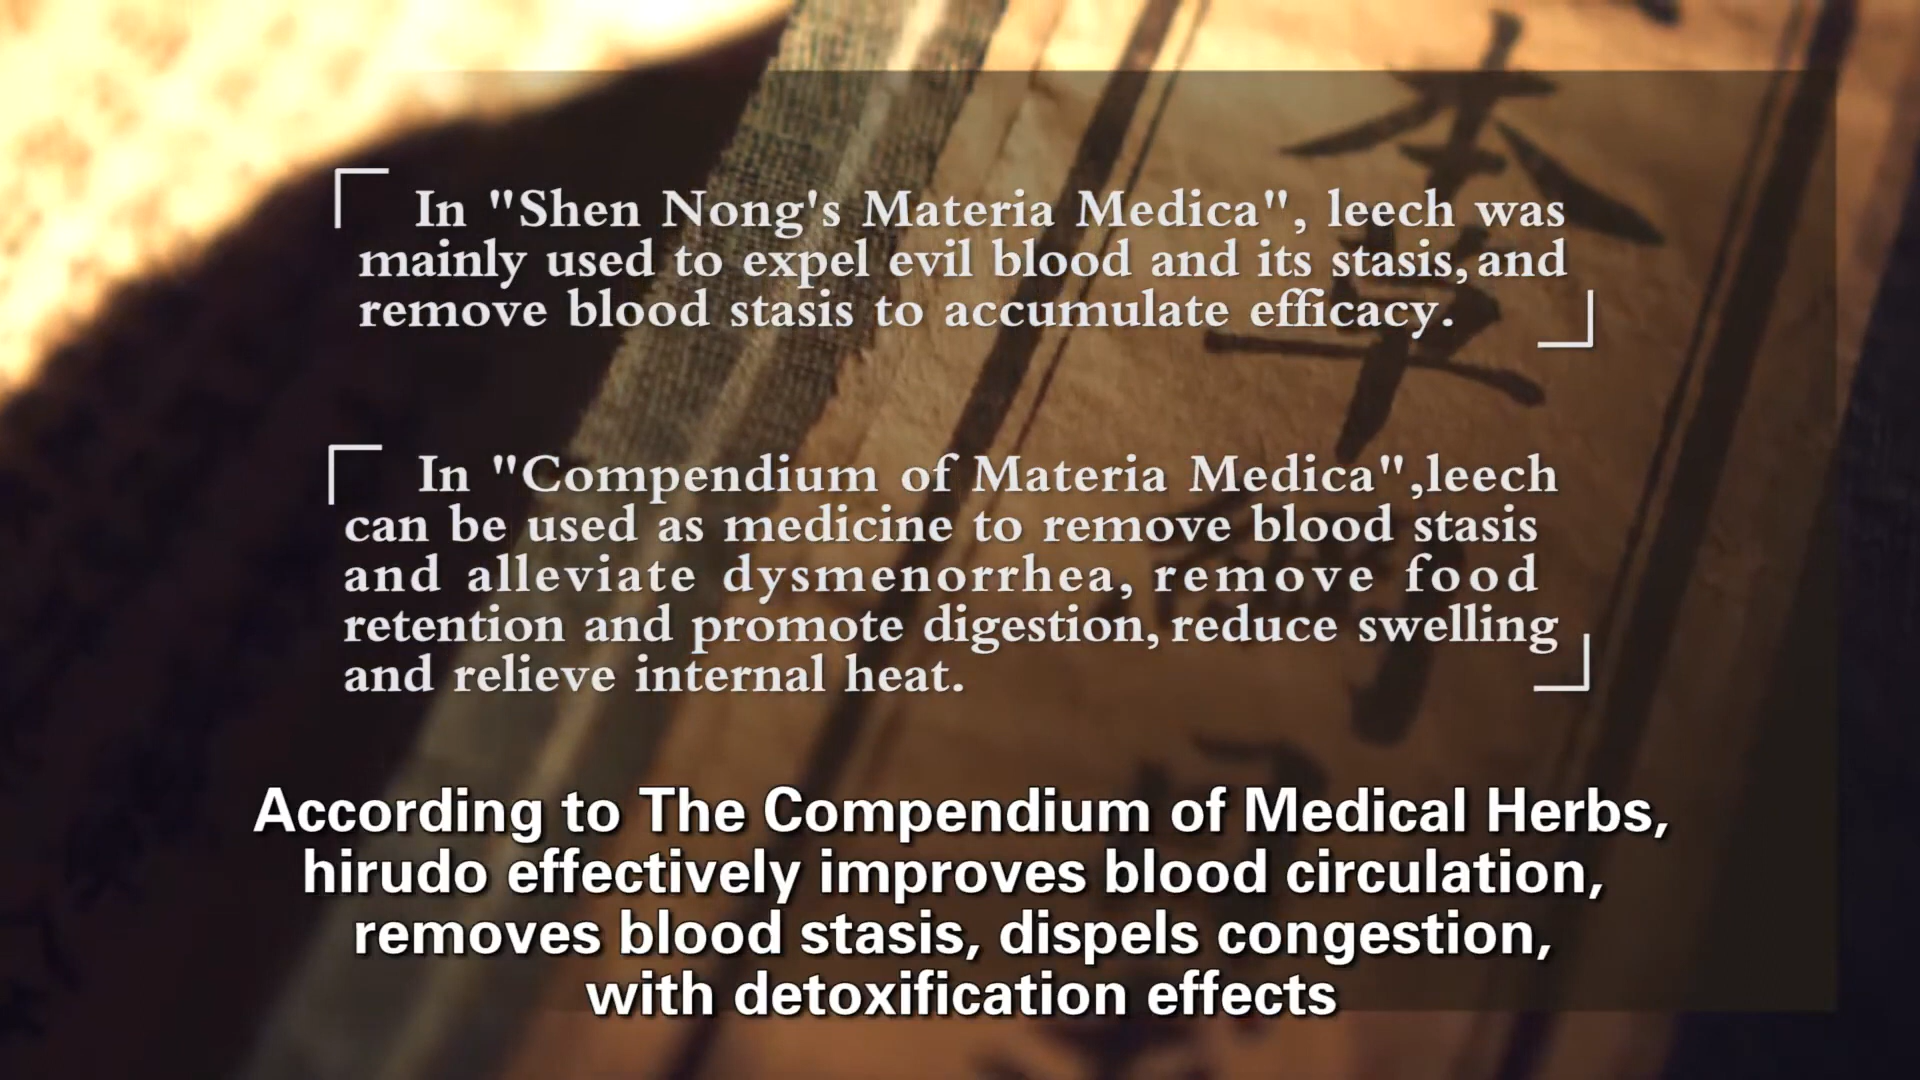 In "Shen Nong's Materia Medica", leech was
mainly used to expel evil blood and its stasis, and
remove blood stasis to accumulate efficacy.
In "Compendium of Materia Medica",leech
can be used as medicine to remove blood stasis
and alleviate dysmenorrhea, remove food
retention and promote digestion, reduce swelling
and relieve internal heat.
According to The Compendium of Medical Herbs,
hirudo effectively improves blood circulation,
removes blood stasis, dispels congestion,
with detoxification effects
本
草